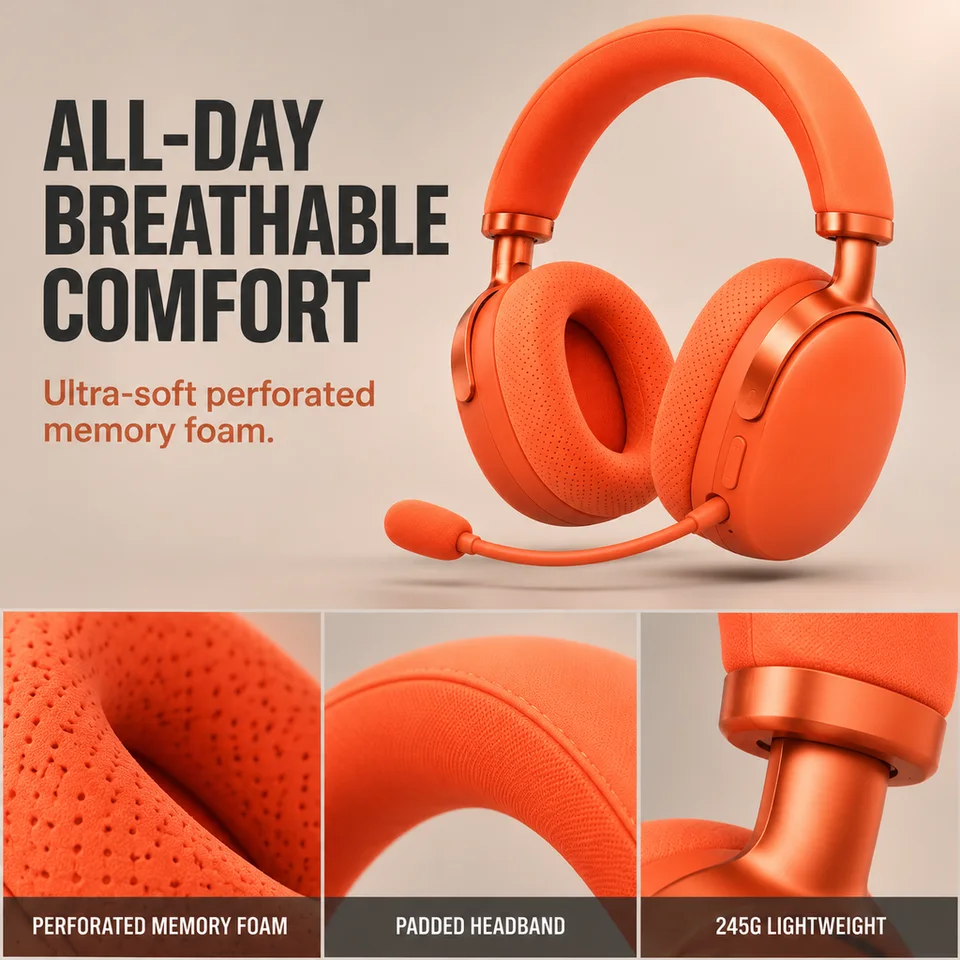 ALL-DAY
BREATHABLE
COMFORT
Ultra-soft perforated
memory foam.
PERFORATED MEMORY FOAM
PADDED HEADBAND
245G LIGHTWEIGHT